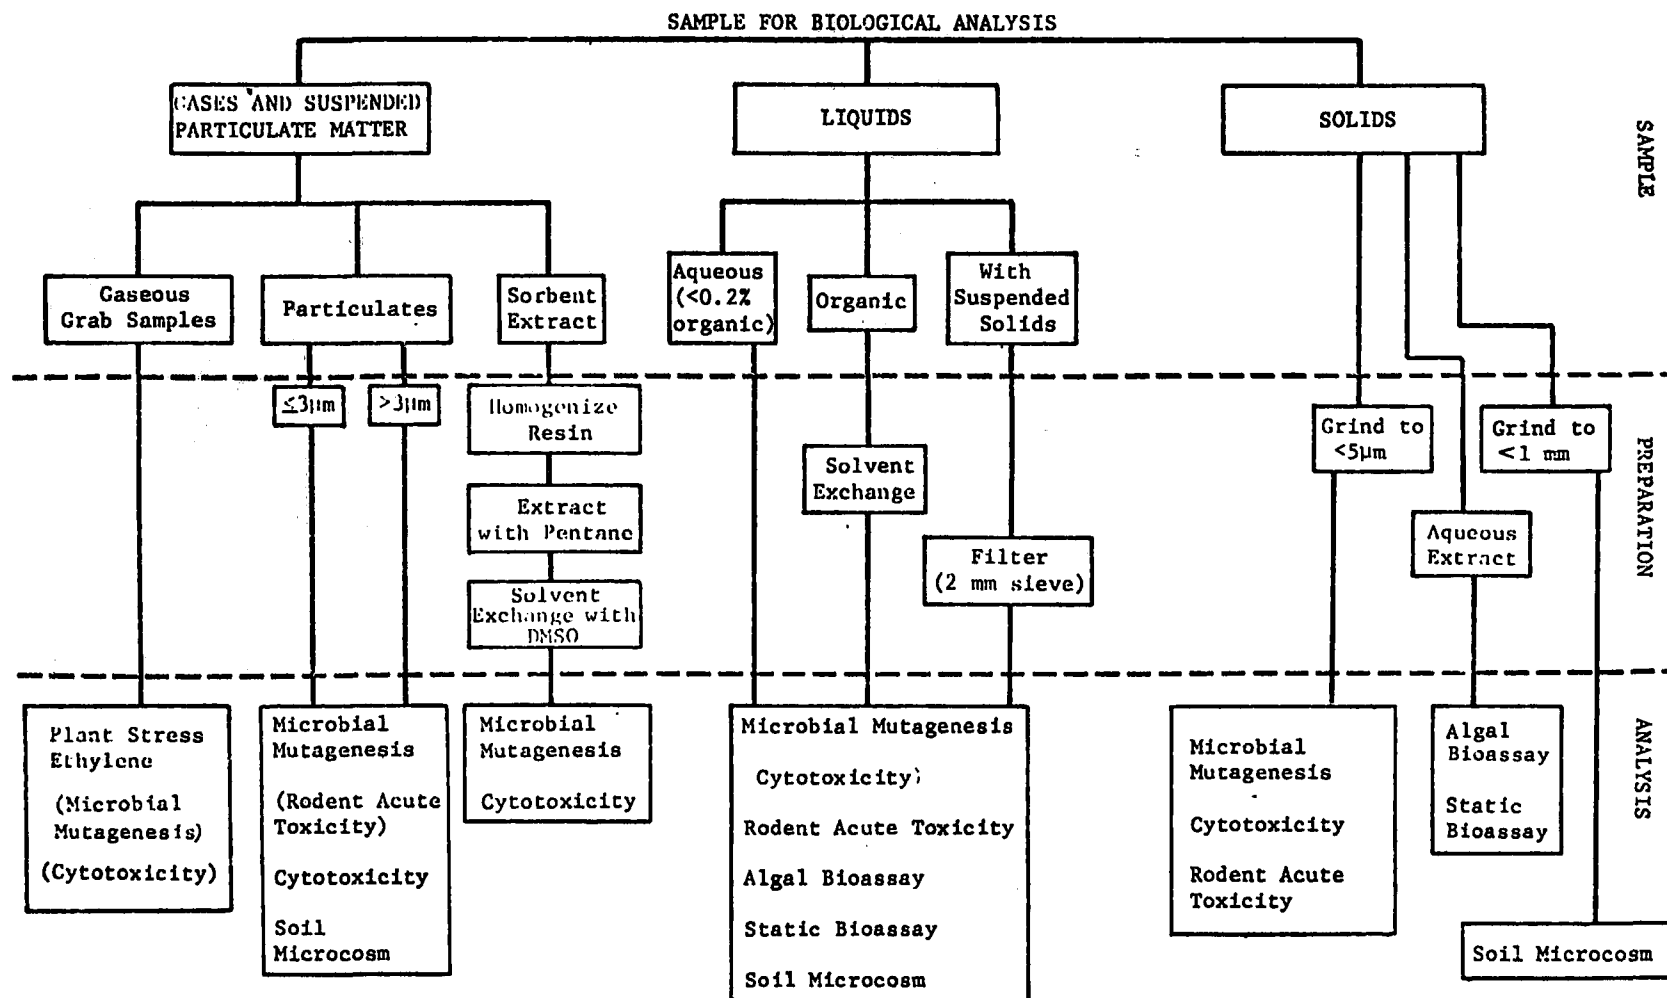 SAMPLE FOR BIOLOGICAL ANALYSIS
GASES AND SUSPENDED
PARTICULATE MATTER
LIQUIDS
SOLIDS
SAMPLE
Gaseous
Grab Samples
Particulates
Sorbent
Extract
Aqueous
(<0.2%
organic)
Organic
With
Suspended
Solids
≤3μm
>3μm
Homogenize
Resin
Extract
with Pentane
Solvent
Exchange with
DMSO
Solvent
Exchange
Filter
(2 mm sieve)
Grind to
<5μm
Aqueous
Extract
Grind to
<1 mm
PREPARATION
Plant Stress
Ethylene
(Microbial
Mutagenesis)
(Cytotoxicity)
Microbial
Mutagenesis
(Rodent Acute
Toxicity)
Cytotoxicity
Soil
Microcosm
Microbial
Mutagenesis
Cytotoxicity
Microbial Mutagenesis
Cytotoxicity
Rodent Acute Toxicity
Algal Bioassay
Static Bioassay
Soil Microcosm
Microbial
Mutagenesis
Cytotoxicity
Rodent Acute
Toxicity
Algal
Bioassay
Static
Bioassay
Soil Microcosm
ANALYSIS